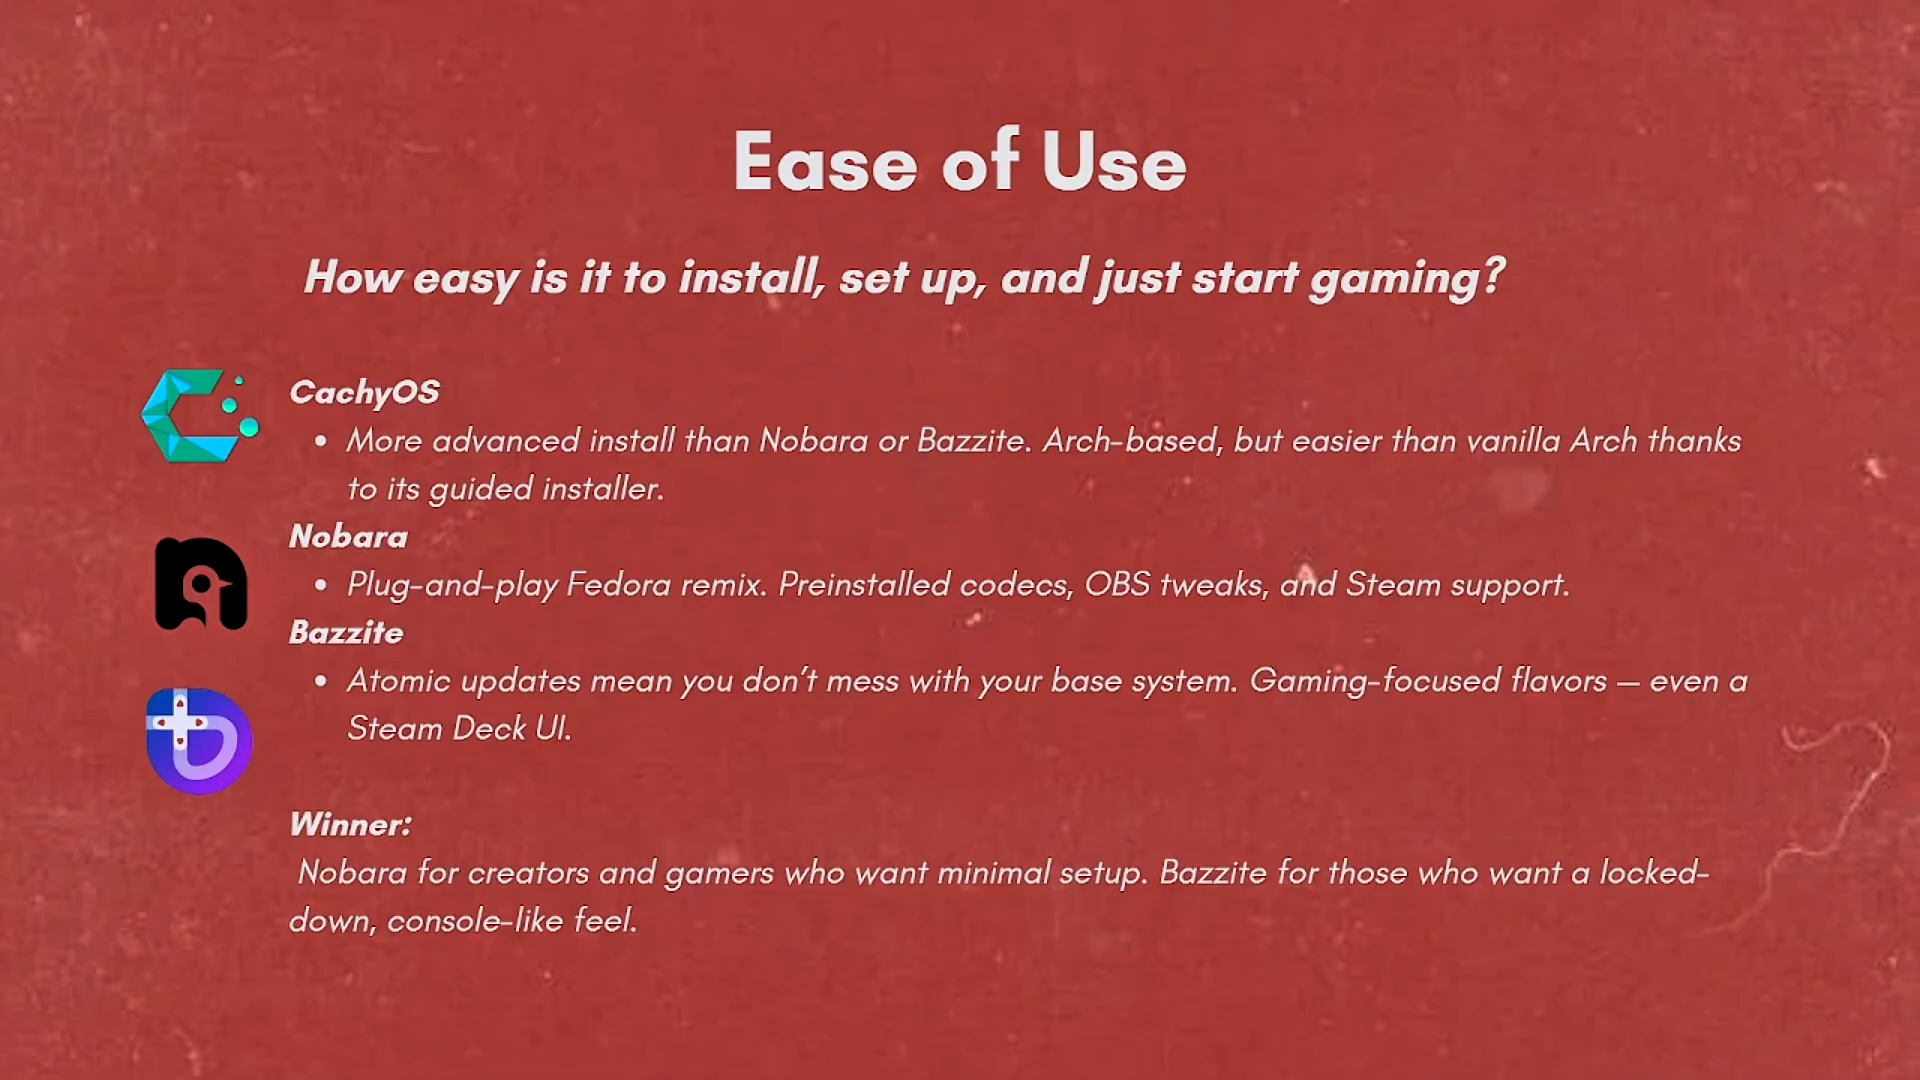 Ease of Use
How easy is it to install, set up, and just start gaming?
CachyOS
• More advanced install than Nobara or Bazzite. Arch-based, but easier than vanilla Arch thanks
to its guided installer.
Nobara
• Plug-and-play Fedora remix. Preinstalled codecs, OBS tweaks, and Steam support.
Bazzite
• Atomic updates mean you don’t mess with your base system. Gaming-focused flavors — even a
Steam Deck UI.
Winner:
Nobara for creators and gamers who want minimal setup. Bazzite for those who want a locked-
down, console-like feel.